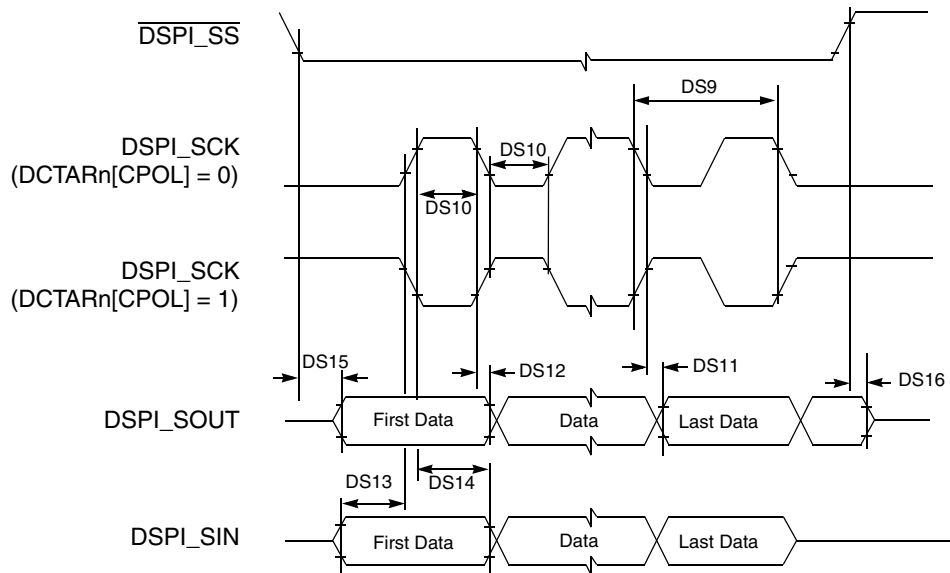 DSPI_SS
DS9
DSPI_SCK
(DCTARn[CPOL] = 0)
DS10
DS10
DSPI_SCK
(DCTARn[CPOL] = 1)
DS15
DS12
DS11
DS16
DSPI_SOUT
First Data
Data
Last Data
DS13
DS14
DSPI_SIN
First Data
Data
Last Data